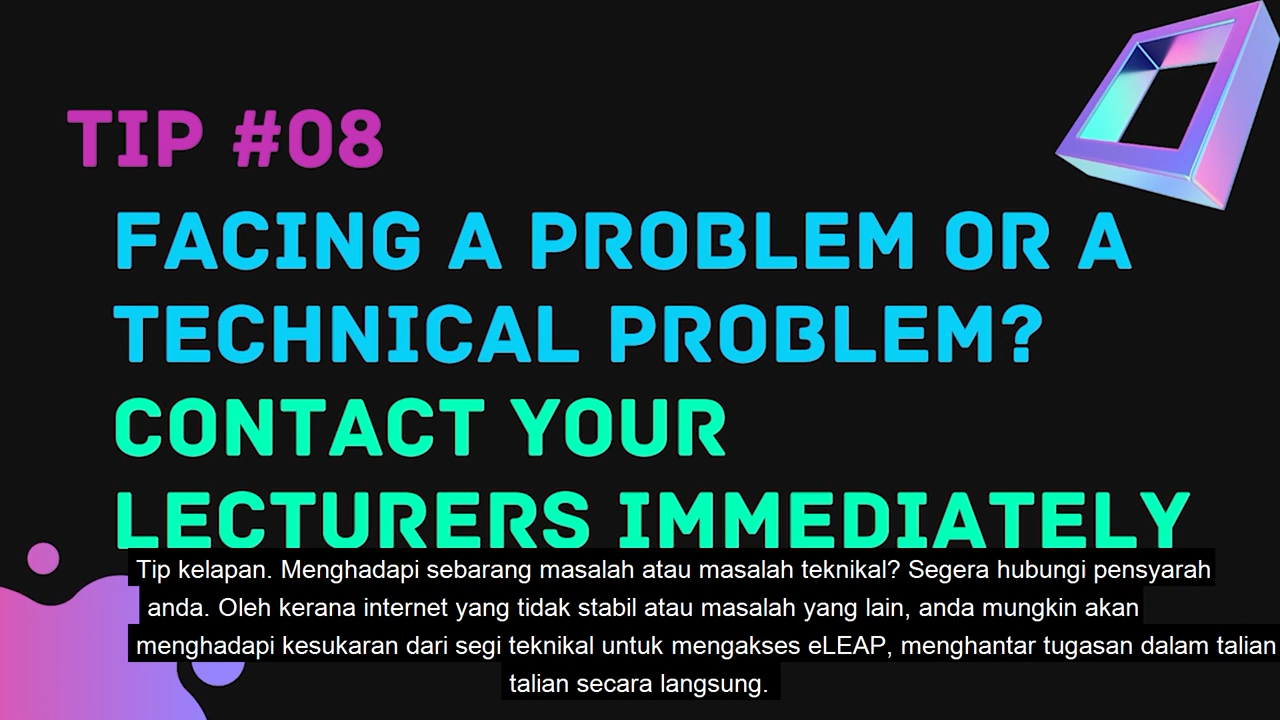 TIP #08
FACING A PROBLEM OR A
TECHNICAL PROBLEM?
CONTACT YOUR
LECTURERS IMMEDIATELY
Tip kelapan. Menghadapi sebarang masalah atau masalah teknikal? Segera hubungi pensyarah
anda. Oleh kerana internet yang tidak stabil atau masalah yang lain, anda mungkin akan
menghadapi kesukaran dari segi teknikal untuk mengakses eLEAP, menghantar tugasan dalam talian
talian secara langsung.